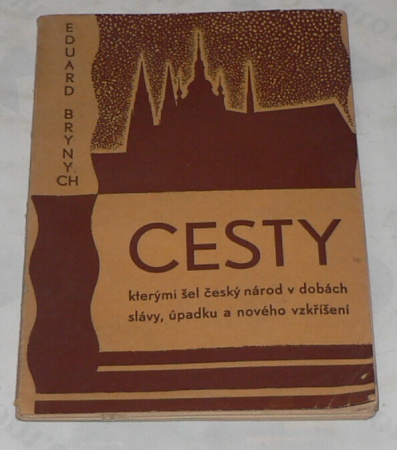 EDUARD BRYNYCH
CESTY
kterými šel český národ v dobách
slávy, úpadku a nového vzkříšení